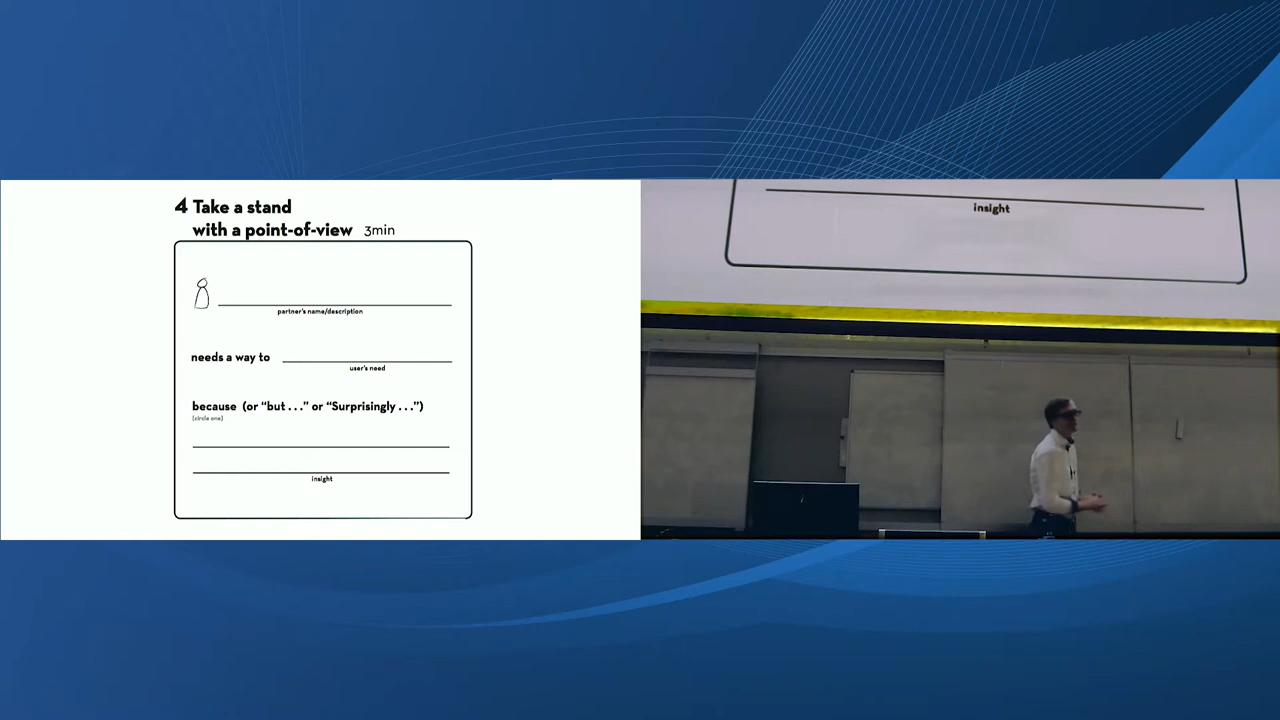 4 Take a stand
with a point-of-view 3min
partner's name/description
needs a way to
user's need
because (or "but . . ." or "Surprisingly . . .")
(circle one)
insight
insight